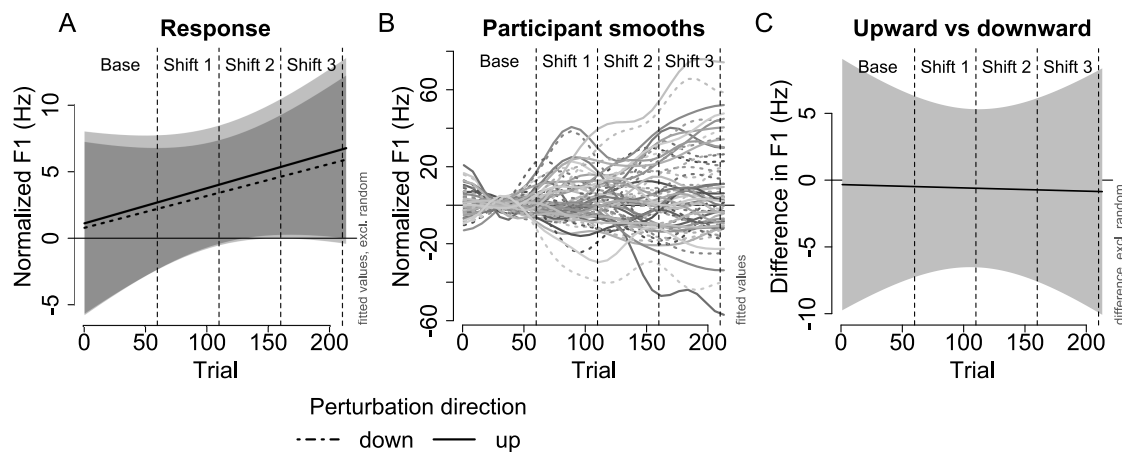 A
Response
Base
Shift 1
Shift 2
Shift 3
Normalized F1 (Hz)
10
5
0
-5
0
50
100
150
200
Trial
fitted values, excl. random
B
Participant smooths
Base
Shift 1
Shift 2
Shift 3
Normalized F1 (Hz)
60
20
-20
-60
0
50
100
150
200
Trial
fitted values
C
Upward vs downward
Base
Shift 1
Shift 2
Shift 3
Difference in F1 (Hz)
5
0
-5
-10
0
50
100
150
200
Trial
difference, excl. random
Perturbation direction
down
up